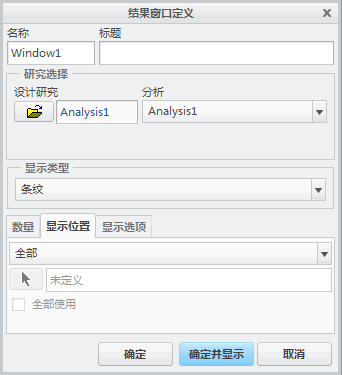 结果窗口定义
名称 标题
Window1
研究选择
设计研究 分析
Analysis1 Analysis1
显示类型
条纹
数量 显示位置 显示选项
全部
未定义
全部使用
确定 确定并显示 取消